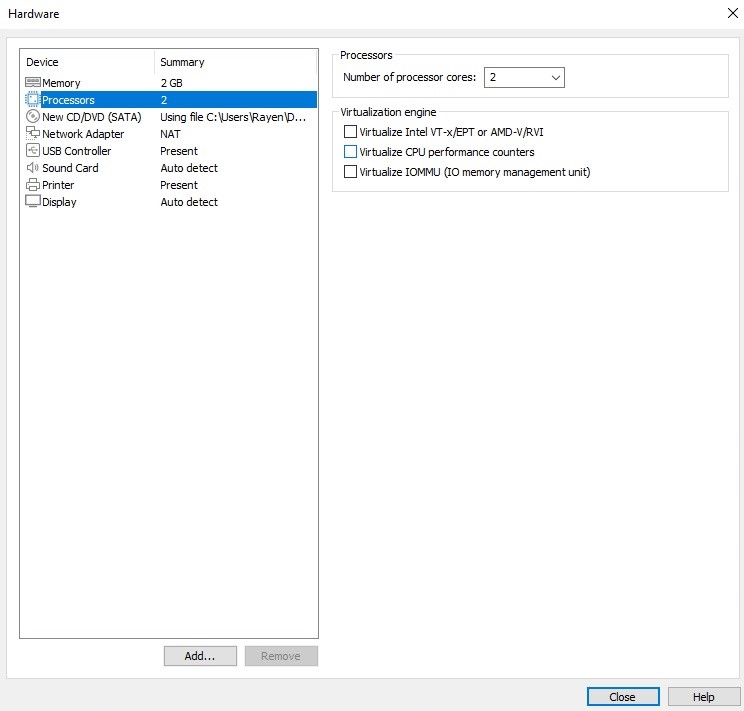 Hardware
Device Summary
Memory 2 GB
Processors 2
New CD/DVD (SATA) Using file C:\Users\Rayen\D...
Network Adapter NAT
USB Controller Present
Sound Card Auto detect
Printer Present
Display Auto detect
Add... Remove
Processors
Number of processor cores: 2
Virtualization engine
Virtualize Intel VT-x/EPT or AMD-V/RVI
Virtualize CPU performance counters
Virtualize IOMMU (IO memory management unit)
Close Help